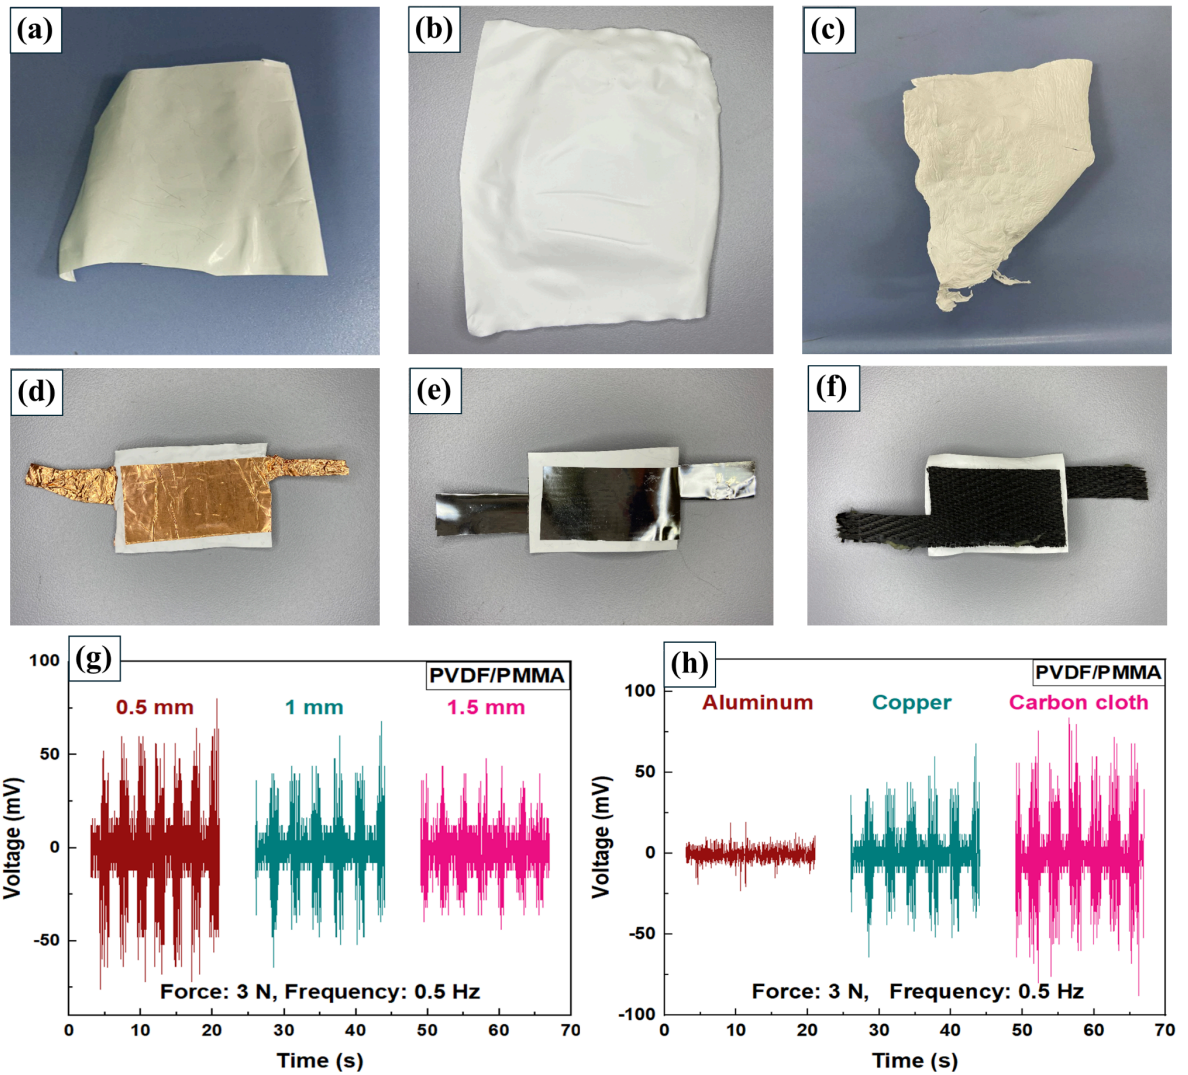 (a)
(b)
(c)
(d)
(e)
(f)
(g)
PVDF/PMMA
0.5 mm
1 mm
1.5 mm
Force: 3 N, Frequency: 0.5 Hz
Voltage (mV)
100
50
0
-50
0 10 20 30 40 50 60 70
Time (s)
(h)
PVDF/PMMA
Aluminum
Copper
Carbon cloth
Force: 3 N, Frequency: 0.5 Hz
Voltage (mV)
100
50
0
-50
-100
0 10 20 30 40 50 60 70
Time (s)